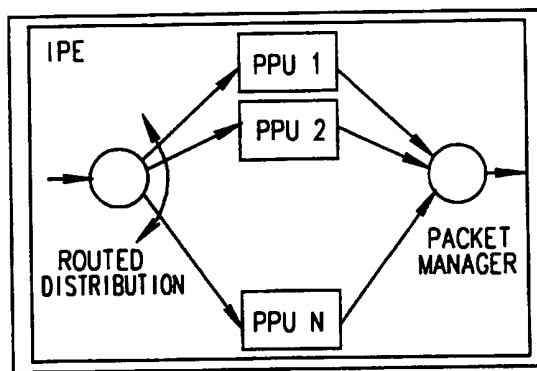 IPE
PPU 1
PPU 2
ROUTED
DISTRIBUTION
PACKET
MANAGER
PPU N